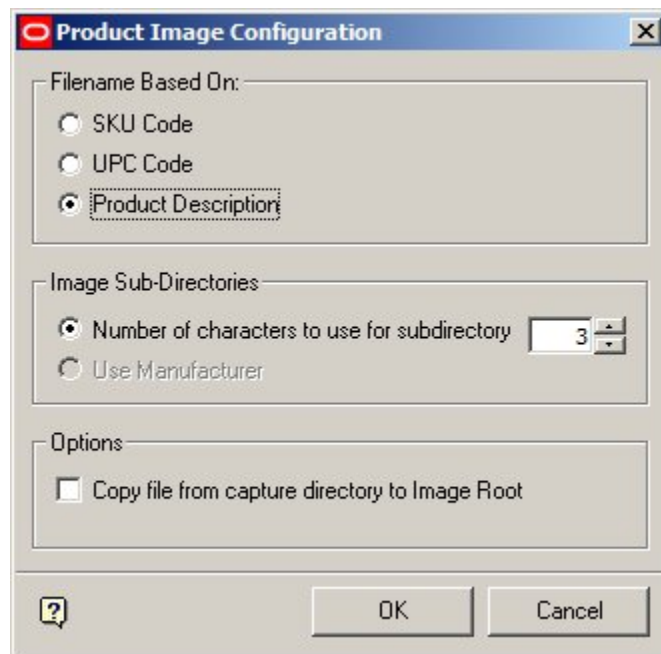 Product Image Configuration
Filename Based On:
SKU Code
UPC Code
Product Description
Image Sub-Directories
Number of characters to use for subdirectory 3
Use Manufacturer
Options
Copy file from capture directory to Image Root
?
OK Cancel